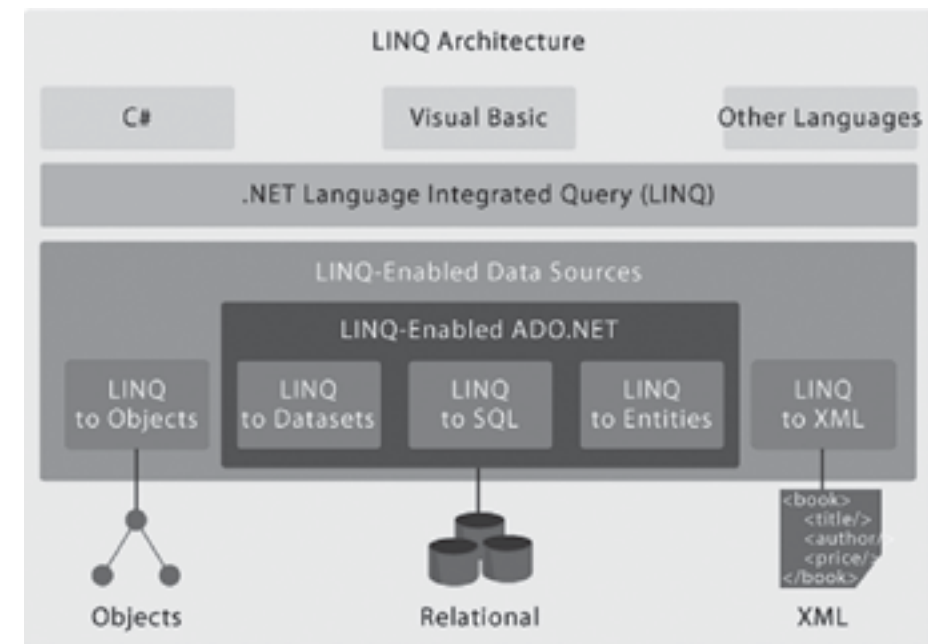 LINQ Architecture
C#
Visual Basic
Other Languages
.NET Language Integrated Query (LINQ)
LINQ-Enabled Data Sources
LINQ-Enabled ADO.NET
LINQ
to Objects
LINQ
to Datasets
LINQ
to SQL
LINQ
to Entities
LINQ
to XML
<book>
<title/>
<author/>
<price/>
</book>
Objects
Relational
XML